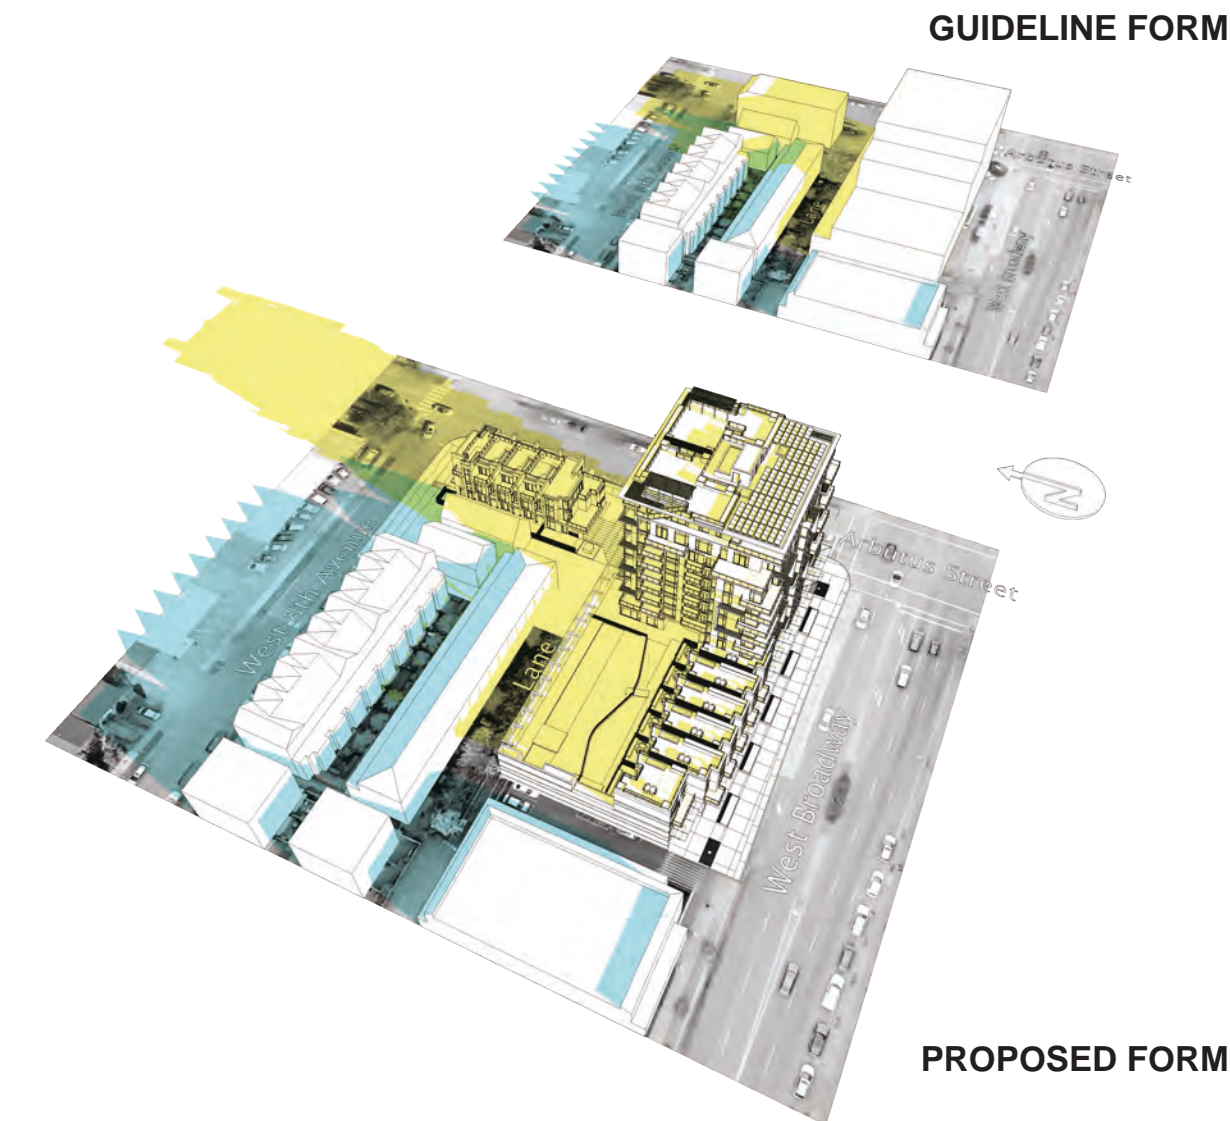 GUIDELINE FORM
Arbutus Street
Lane
West Broadway
N
Arbutus Street
West 8th Avenue
Lane
West Broadway
PROPOSED FORM